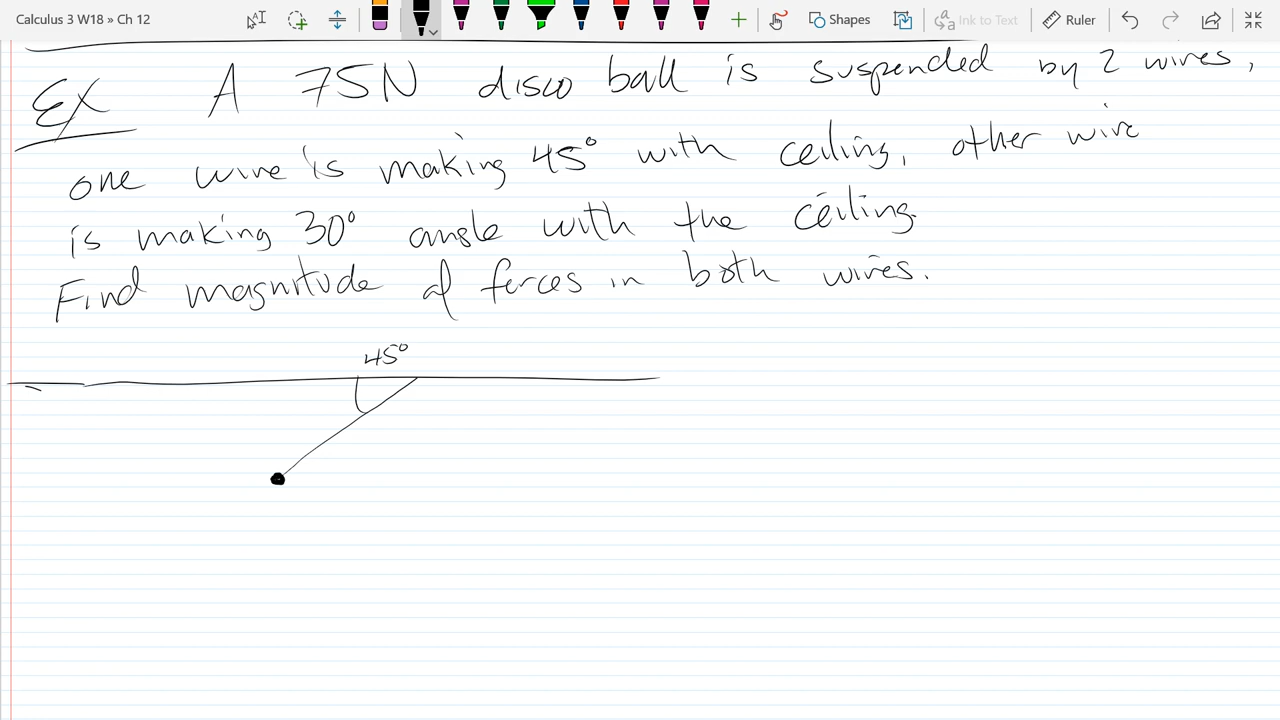 Calculus 3 W18 » Ch 12
Shapes
Ink to Text
Ruler
Ex A 75N disco ball is suspended by 2 wires,
one wire is making 45° with ceiling, other wire
is making 30° angle with the ceiling.
Find magnitude of forces in both wires.
45°